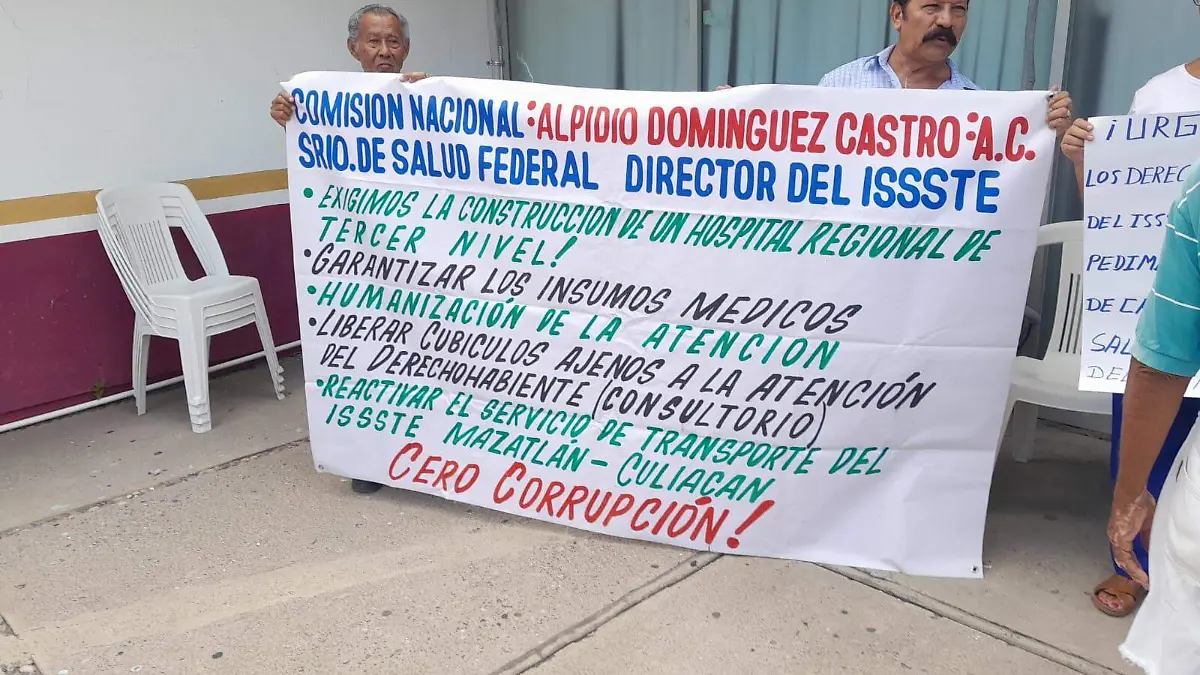 COMISION NACIONAL:ALPIDIO DOMINGUEZ CASTRO:A.C.
SRIO.DE SALUD FEDERAL DIRECTOR DEL ISSSTE
• EXIGIMOS LA CONSTRUCCION DE UN HOSPITAL REGIONAL DE
TERCER NIVEL!
• GARANTIZAR LOS INSUMOS MEDICOS
• HUMANIZACIÓN DE LA ATENCION
• LIBERAR CUBICULOS AJENOS A LA ATENCIÓN
DEL DERECHOHABIENTE (CONSULTORIO)
• REACTIVAR EL SERVICIO DE TRANSPORTE DEL
ISSSTE MAZATLÁN- CULIACAN
CERO CORRUPCIÓN!
¡URG
LOS DEREC
DEL ISS
PEDIM
DE CA
SAL
DE